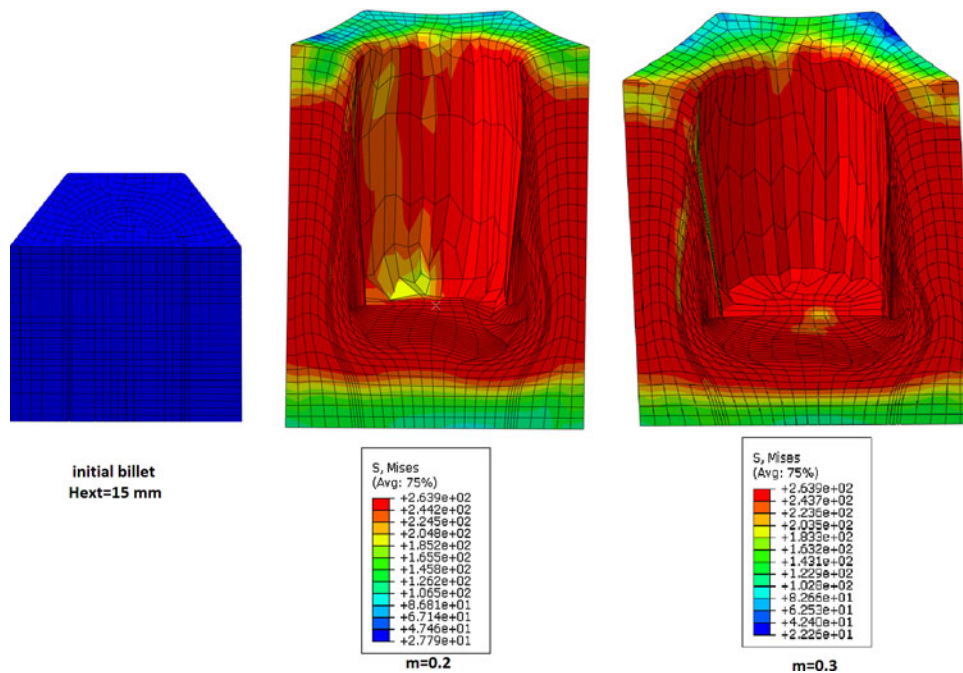 initial billet
Hext=15 mm
S, Mises
(Avg: 75%)
+2.639e+02
+2.442e+02
+2.245e+02
+2.048e+02
+1.852e+02
+1.655e+02
+1.458e+02
+1.262e+02
+1.065e+02
+8.681e+01
+6.714e+01
+4.746e+01
+2.779e+01
m=0.2
S, Mises
(Avg: 75%)
+2.639e+02
+2.437e+02
+2.236e+02
+2.035e+02
+1.833e+02
+1.632e+02
+1.431e+02
+1.229e+02
+1.028e+02
+8.266e+01
+6.253e+01
+4.240e+01
+2.226e+01
m=0.3